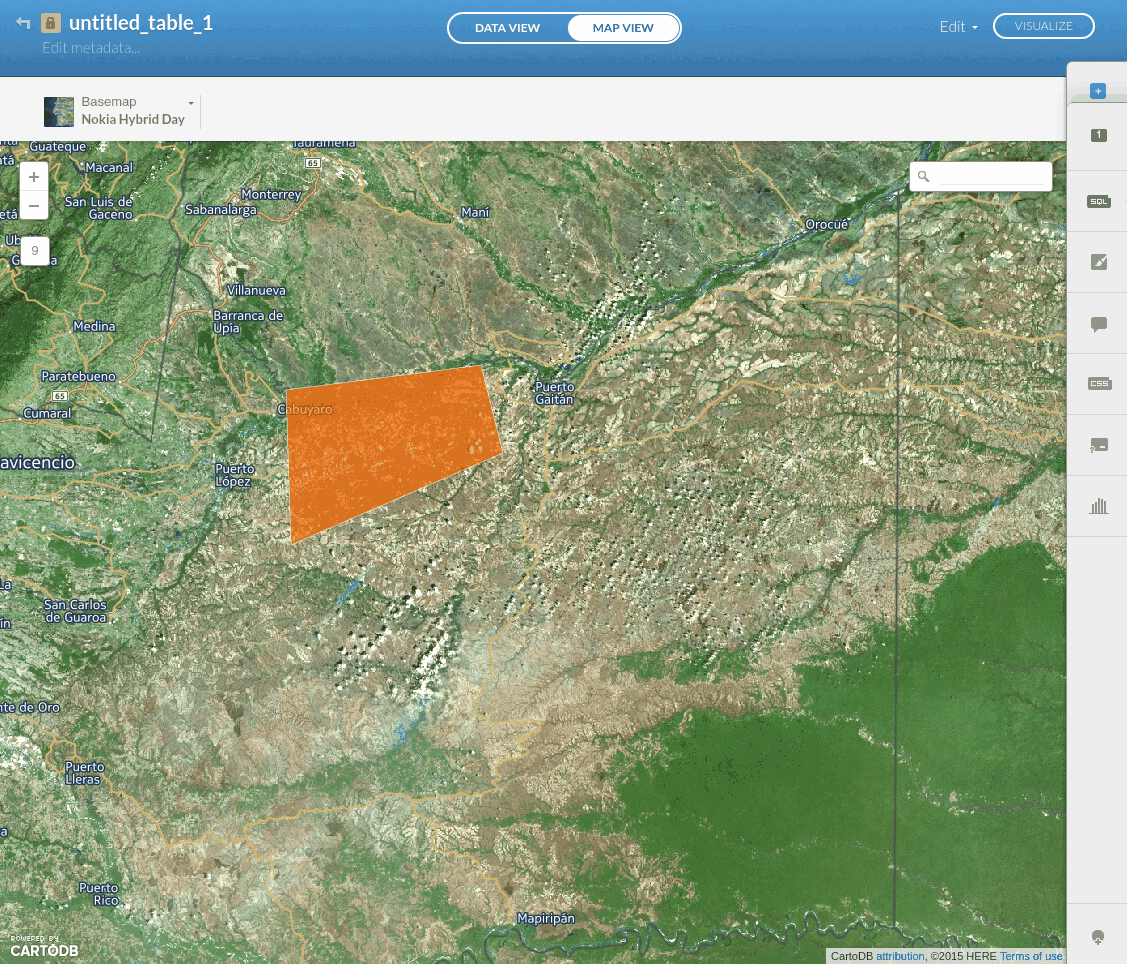 untitled_table_1
Edit metadata...
DATA VIEW
MAP VIEW
Edit
VISUALIZE
Basemap
Nokia Hybrid Day
+
1
SQL
CSS
?
+
−
9
Guateque
Tauramena
65
Macanal
San Luis de
Gaceno
Monterrey
Sabanalarga
Maní
Orocué
Villanueva
Barranca de
Upía
Medina
Paratebueno
65
Cumaral
Cabuyaro
Puerto
Gaitán
avicencio
Puerto
López
La
San Carlos
de Guaroa
ín
nte de Oro
Puerto
Lleras
a
Puerto
Rico
Mapiripán
POWERED BY
CARTODB
CartoDB attribution, ©2015 HERE Terms of use